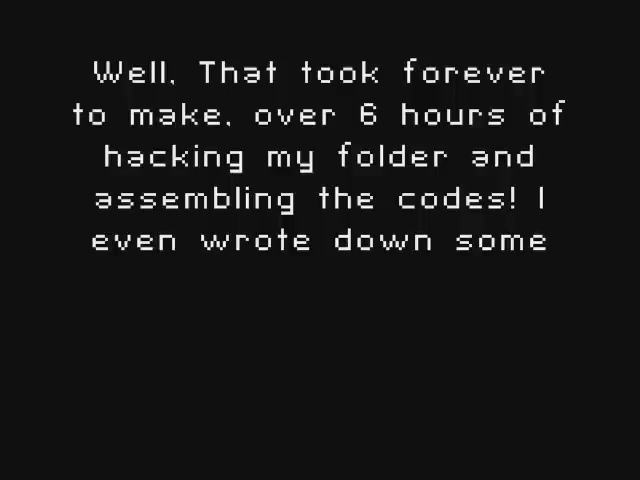 Well, That took forever
to make, over 6 hours of
hacking my folder and
assembling the codes! I
even wrote down some